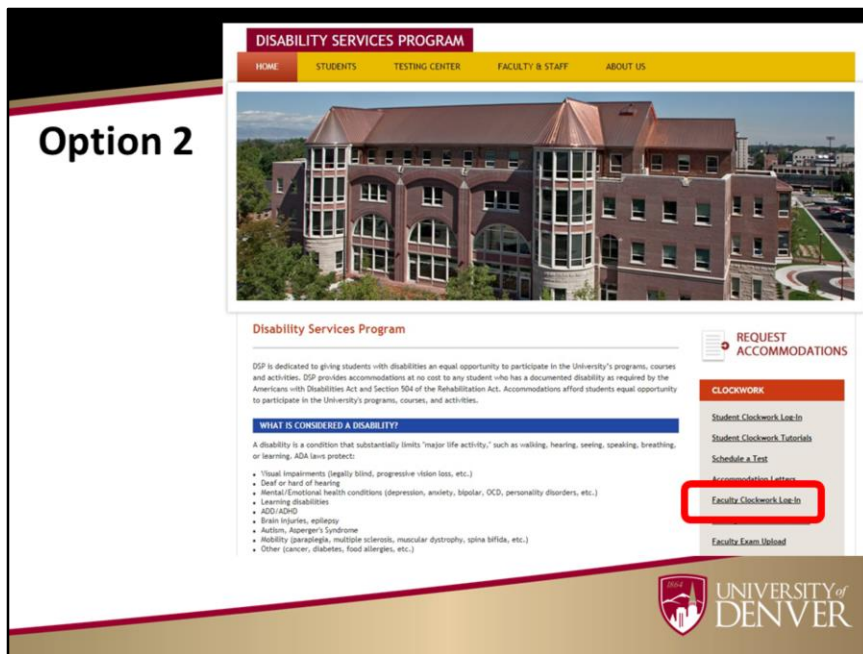 DISABILITY SERVICES PROGRAM
HOME STUDENTS TESTING CENTER FACULTY & STAFF ABOUT US
Option 2
Disability Services Program
DSP is dedicated to giving students with disabilities an equal opportunity to participate in the University's programs, courses
and activities. DSP provides accommodations at no cost to any student who has a documented disability as required by the
Americans with Disabilities Act and Section 504 of the Rehabilitation Act. Accommodations afford students equal opportunity
to participate in the University's programs, courses, and activities.
WHAT IS CONSIDERED A DISABILITY?
A disability is a condition that substantially limits "major life activity," such as walking, hearing, seeing, speaking, breathing,
or learning. ADA laws protect:
• Visual impairments (legally blind, progressive vision loss, etc.)
• Deaf or hard of hearing
• Mental/Emotional health conditions (depression, anxiety, bipolar, OCD, personality disorders, etc.)
• Learning disabilities
• ADD/ADHD
• Brain injuries, epilepsy
• Autism, Asperger's Syndrome
• Mobility (paraplegia, multiple sclerosis, muscular dystrophy, spina bifida, etc.)
• Other (cancer, diabetes, food allergies, etc.)
REQUEST
ACCOMMODATIONS
CLOCKWORK
Student Clockwork Log-In
Student Clockwork Tutorials
Schedule a Test
Accommodation Letters
Faculty Clockwork Log-In
Faculty Exam Upload
1864
UNIVERSITY of
DENVER